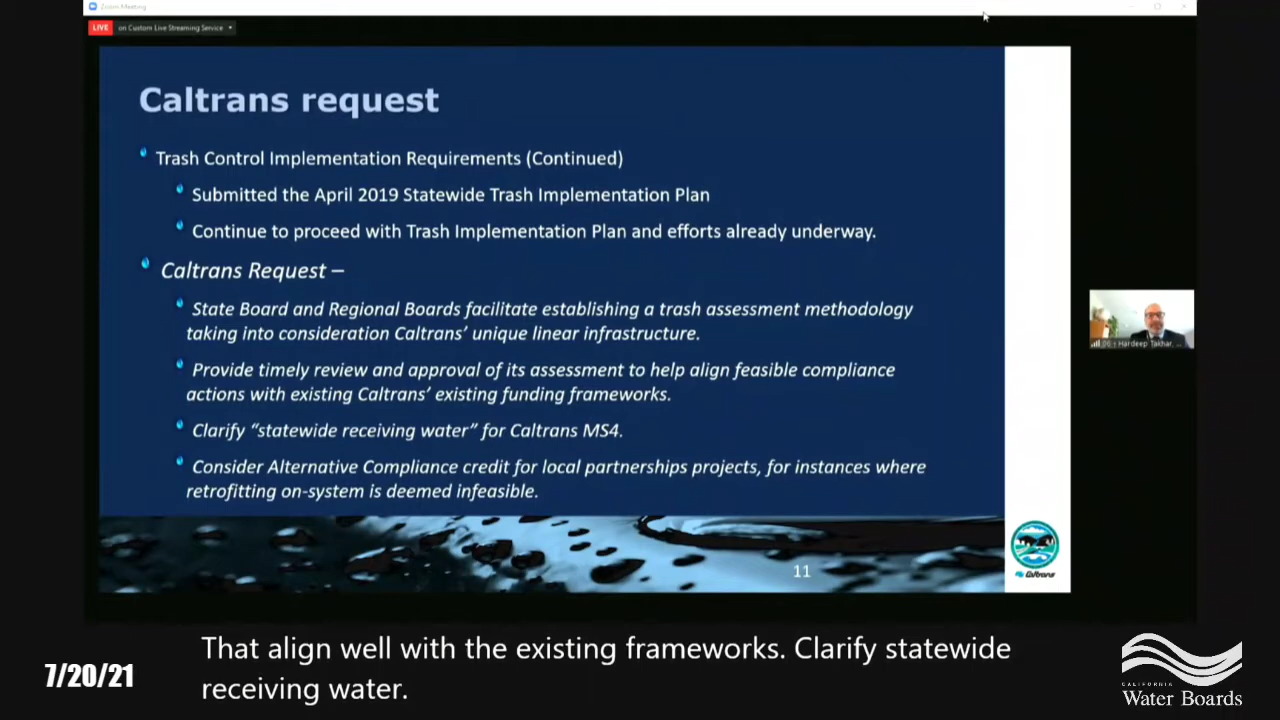 Zoom Meeting
LIVE
on Custom Live Streaming Service
Caltrans request
Trash Control Implementation Requirements (Continued)
Submitted the April 2019 Statewide Trash Implementation Plan
Continue to proceed with Trash Implementation Plan and efforts already underway.
Caltrans Request –
State Board and Regional Boards facilitate establishing a trash assessment methodology
taking into consideration Caltrans’ unique linear infrastructure.
Provide timely review and approval of its assessment to help align feasible compliance
actions with existing Caltrans’ existing funding frameworks.
Clarify “statewide receiving water” for Caltrans MS4.
Consider Alternative Compliance credit for local partnerships projects, for instances where
retrofitting on-system is deemed infeasible.
11
Caltrans
Hardeep Takhar, ...
That align well with the existing frameworks. Clarify statewide
receiving water.
7/20/21
CALIFORNIA
Water Boards